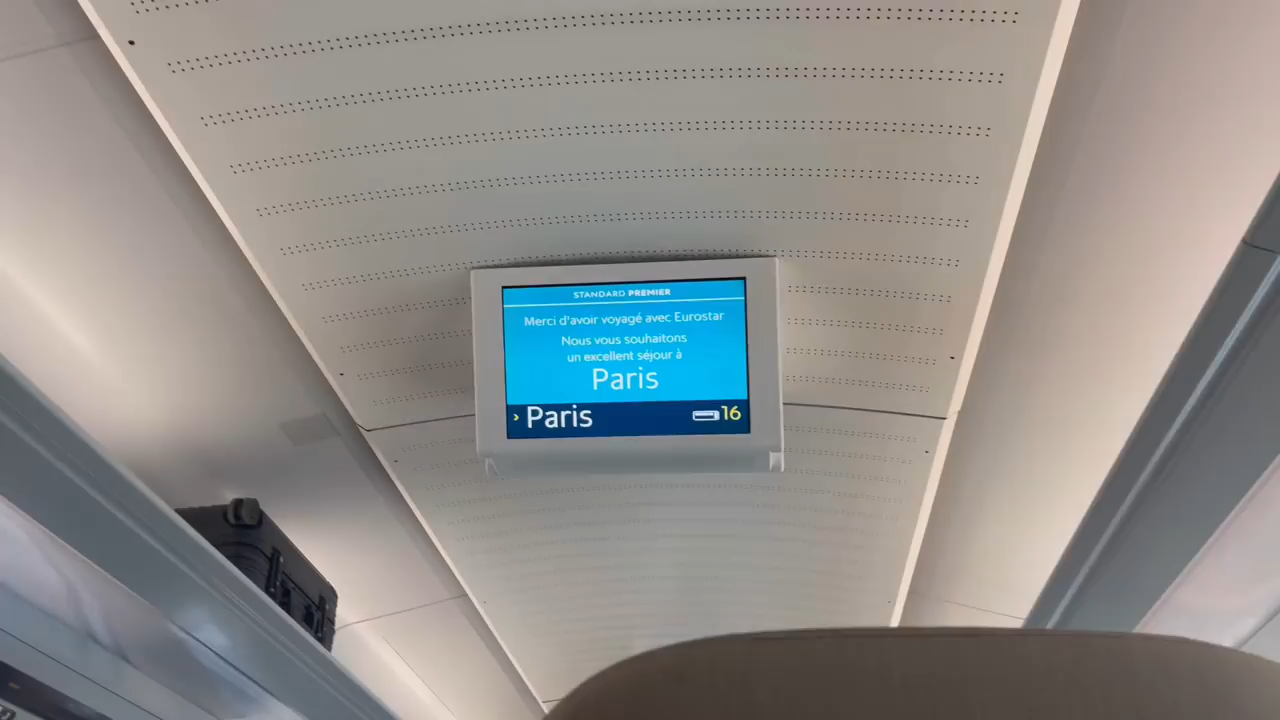 STANDARD PREMIER
Merci d'avoir voyagé avec Eurostar
Nous vous souhaitons
un excellent séjour à
Paris
› Paris 16